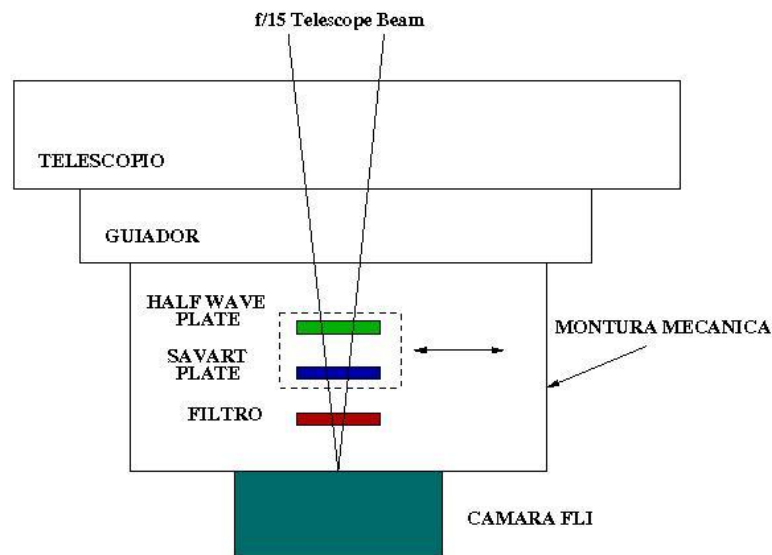 f/15 Telescope Beam
TELESCOPIO
GUIADOR
HALF WAVE
PLATE
MONTURA MECANICA
SAVART
PLATE
FILTRO
CAMARA FLI